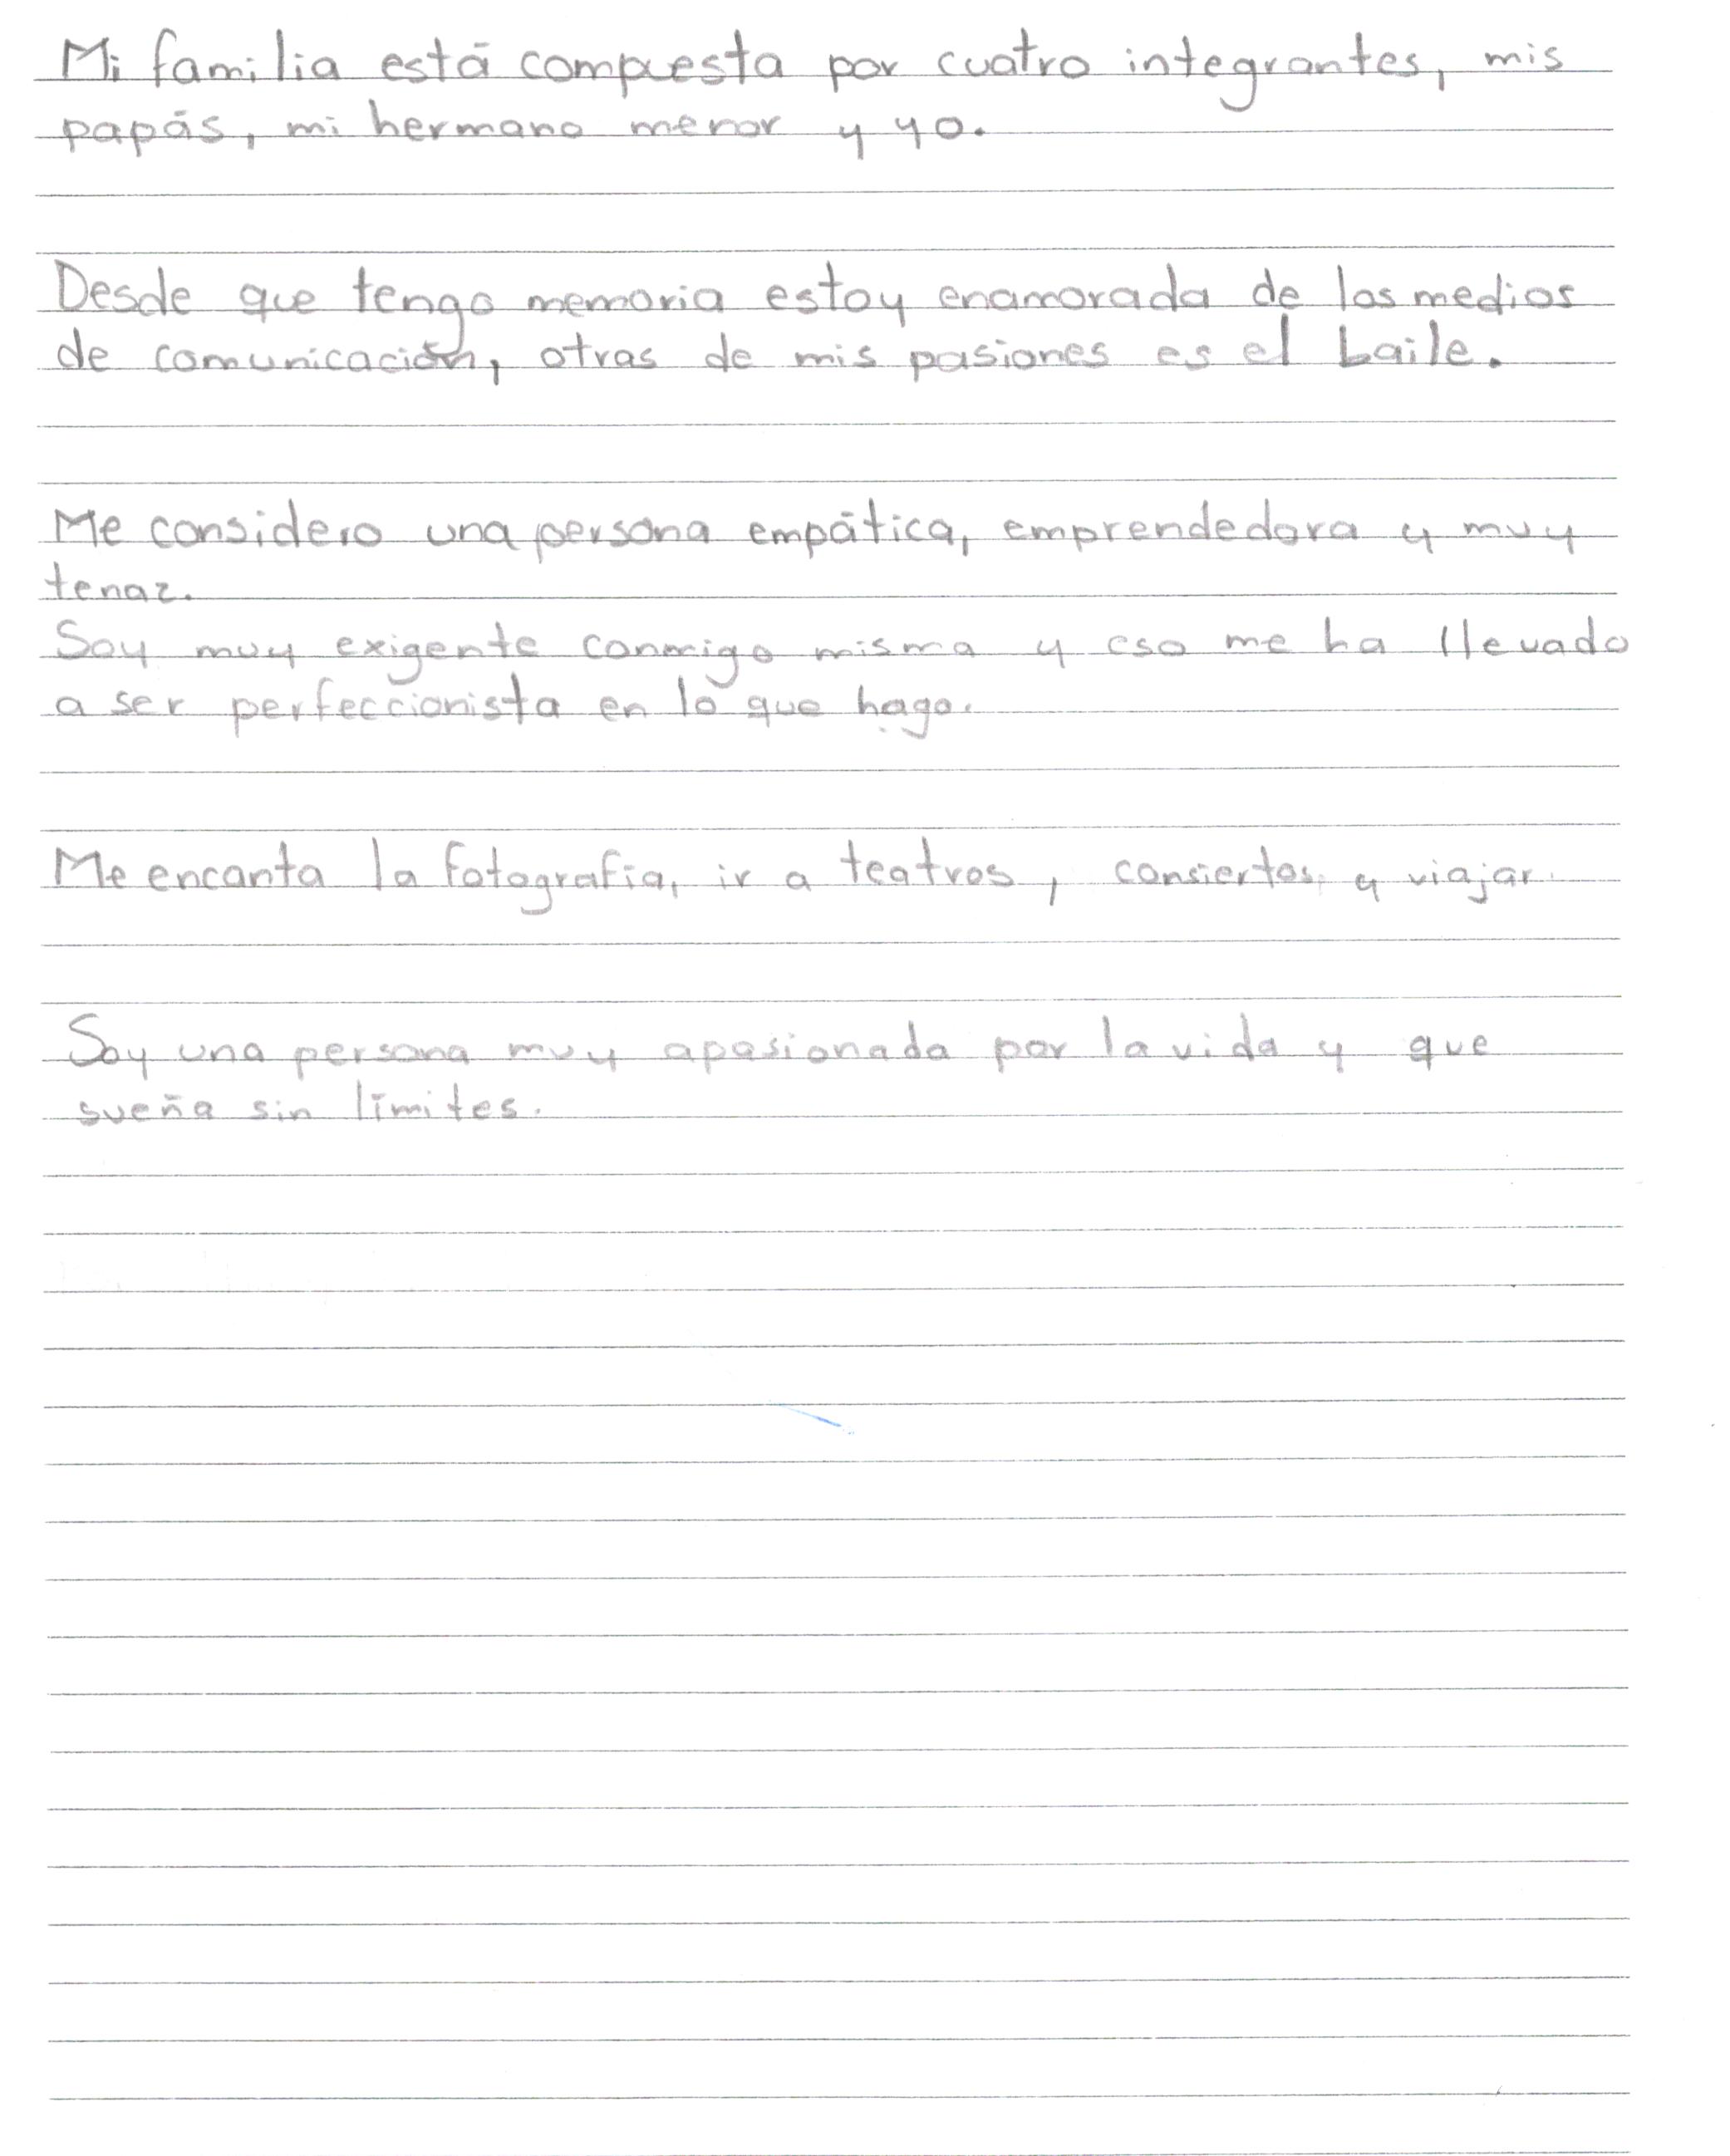 Mi familia está compuesta por cuatro integrantes, mis
papás, mi hermano menor y yo.
Desde que tengo memoria estoy enamorada de los medios
de comunicación, otras de mis pasiones es el baile.
Me considero una persona empática, emprendedora y muy
tenaz.
Soy muy exigente conmigo misma y eso me ha llevado
a ser perfeccionista en lo que hago.
Me encanta la fotografía, ir a teatros, consiertos, y viajar.
Soy una persona muy apasionada por la vida y que
sueña sin límites.